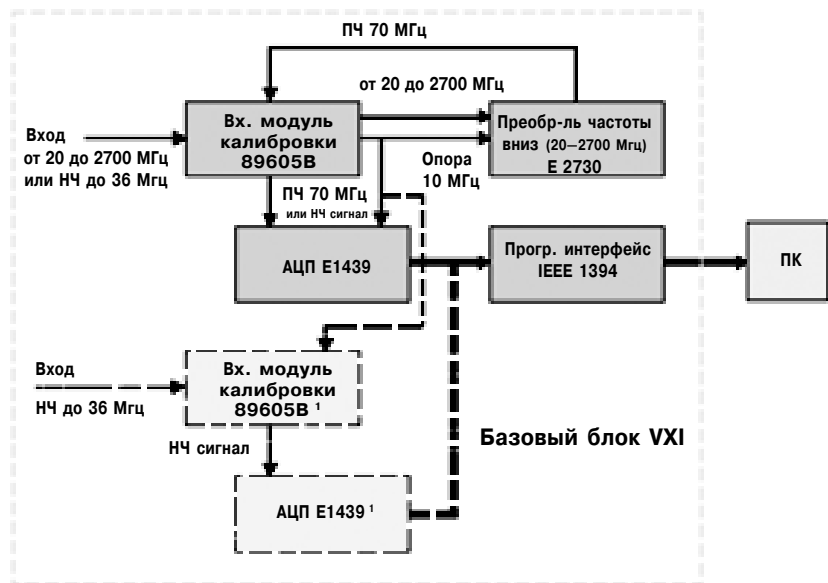 ПЧ 70 МГц
от 20 до 2700 МГц
Вх. модуль
калибровки
89605В
Преобр-ль частоты
вниз (20–2700 Мгц)
Е 2730
Вход
от 20 до 2700 МГц
или НЧ до 36 Мгц
Опора
10 МГц
ПЧ 70 МГц
или НЧ сигнал
АЦП Е1439
Прогр. интерфейс
IEEE 1394
ПК
Вход
НЧ до 36 Мгц
Вх. модуль
калибровки
89605В ¹
Базовый блок VXI
НЧ сигнал
АЦП Е1439 ¹